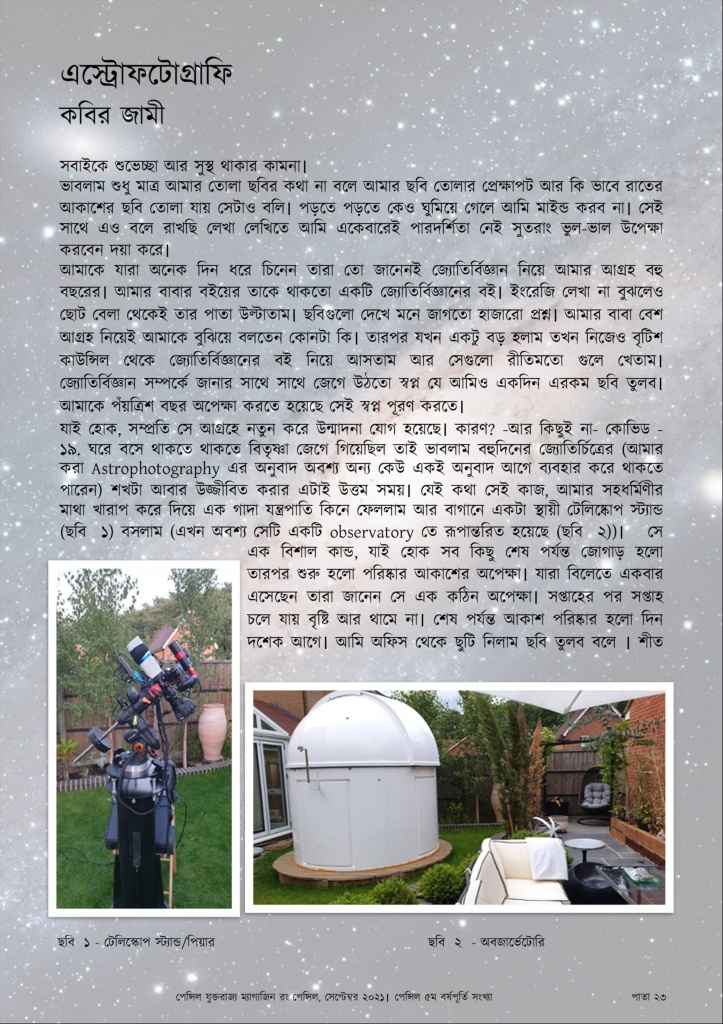 এস্ট্রোফটোগ্রাফি
কবির জামী
সবাইকে শুভেচ্ছা আর সুস্থ থাকার কামনা।
ভাবলাম শুধু মাত্র আমার তোলা ছবির কথা না বলে আমার ছবি তোলার প্রেক্ষাপট আর কি ভাবে রাতের
আকাশের ছবি তোলা যায় সেটাও বলি। পড়তে পড়তে কেও ঘুমিয়ে গেলে আমি মাইন্ড করব না। সেই
সাথে এও বলে রাখছি লেখা লেখিতে আমি একেবারেই পারদর্শিতা নেই সুতরাং ভুল-ভাল উপেক্ষা
করবেন দয়া করে।
আমাকে যারা অনেক দিন ধরে চিনেন তারা তো জানেনই জ্যোতির্বিজ্ঞান নিয়ে আমার আগ্রহ বহু
বছরের। আমার বাবার বইয়ের তাকে থাকতো একটি জ্যোতির্বিজ্ঞানের বই। ইংরেজি লেখা না বুঝলেও
ছোট বেলা থেকেই তার পাতা উল্টাতাম। ছবিগুলো দেখে মনে জাগতো হাজারো প্রশ্ন। আমার বাবা বেশ
আগ্রহ নিয়েই আমাকে বুঝিয়ে বলতেন কোনটা কি। তারপর যখন একটু বড় হলাম তখন নিজেও বৃটিশ
কাউন্সিল থেকে জ্যোতির্বিজ্ঞানের বই নিয়ে আসতাম আর সেগুলো রীতিমতো গুলে খেতাম।
জ্যোতির্বিজ্ঞান সম্পর্কে জানার সাথে সাথে জেগে উঠতো স্বপ্ন যে আমিও একদিন এরকম ছবি তুলব।
আমাকে পঁয়ত্রিশ বছর অপেক্ষা করতে হয়েছে সেই স্বপ্ন পূরণ করতে।
যাই হোক, সম্প্রতি সে আগ্রহে নতুন করে উন্মাদনা যোগ হয়েছে। কারণ? -আর কিছুই না- কোভিড -
১৯, ঘরে বসে থাকতে থাকতে বিতৃষ্ণা জেগে গিয়েছিল তাই ভাবলাম বহুদিনের জ্যোতির্চিত্রের (আমার
করা Astrophotography এর অনুবাদ অবশ্য অন্য কেউ একই অনুবাদ আগে ব্যবহার করে থাকতে
পারেন) শখটা আবার উজ্জীবিত করার এটাই উত্তম সময়। যেই কথা সেই কাজ, আমার সহধর্মিণীর
মাথা খারাপ করে দিয়ে এক গাদা যন্ত্রপাতি কিনে ফেললাম আর বাগানে একটা স্থায়ী টেলিস্কোপ স্ট্যান্ড
(ছবি ১) বসলাম (এখন অবশ্য সেটি একটি observatory তে রূপান্তরিত হয়েছে (ছবি ২))। সে
এক বিশাল কান্ড, যাই হোক সব কিছু শেষ পর্যন্ত জোগাড় হলো
তারপর শুরু হলো পরিষ্কার আকাশের অপেক্ষা। যারা বিলেতে একবার
এসেছেন তারা জানেন সে এক কঠিন অপেক্ষা। সপ্তাহের পর সপ্তাহ
চলে যায় বৃষ্টি আর থামে না। শেষ পর্যন্ত আকাশ পরিষ্কার হলো দিন
দশেক আগে। আমি অফিস থেকে ছুটি নিলাম ছবি তুলব বলে । শীত
ছবি ১ - টেলিস্কোপ স্ট্যান্ড/পিয়ার
ছবি ২ - অবজার্ভেটোরি
পেন্সিল যুক্তরাজ্য ম্যাগাজিন রং পেন্সিল, সেপ্টেম্বর ২০২১। পেন্সিল ৫ম বর্ষপূর্তি সংখ্যা
পাতা ২৩